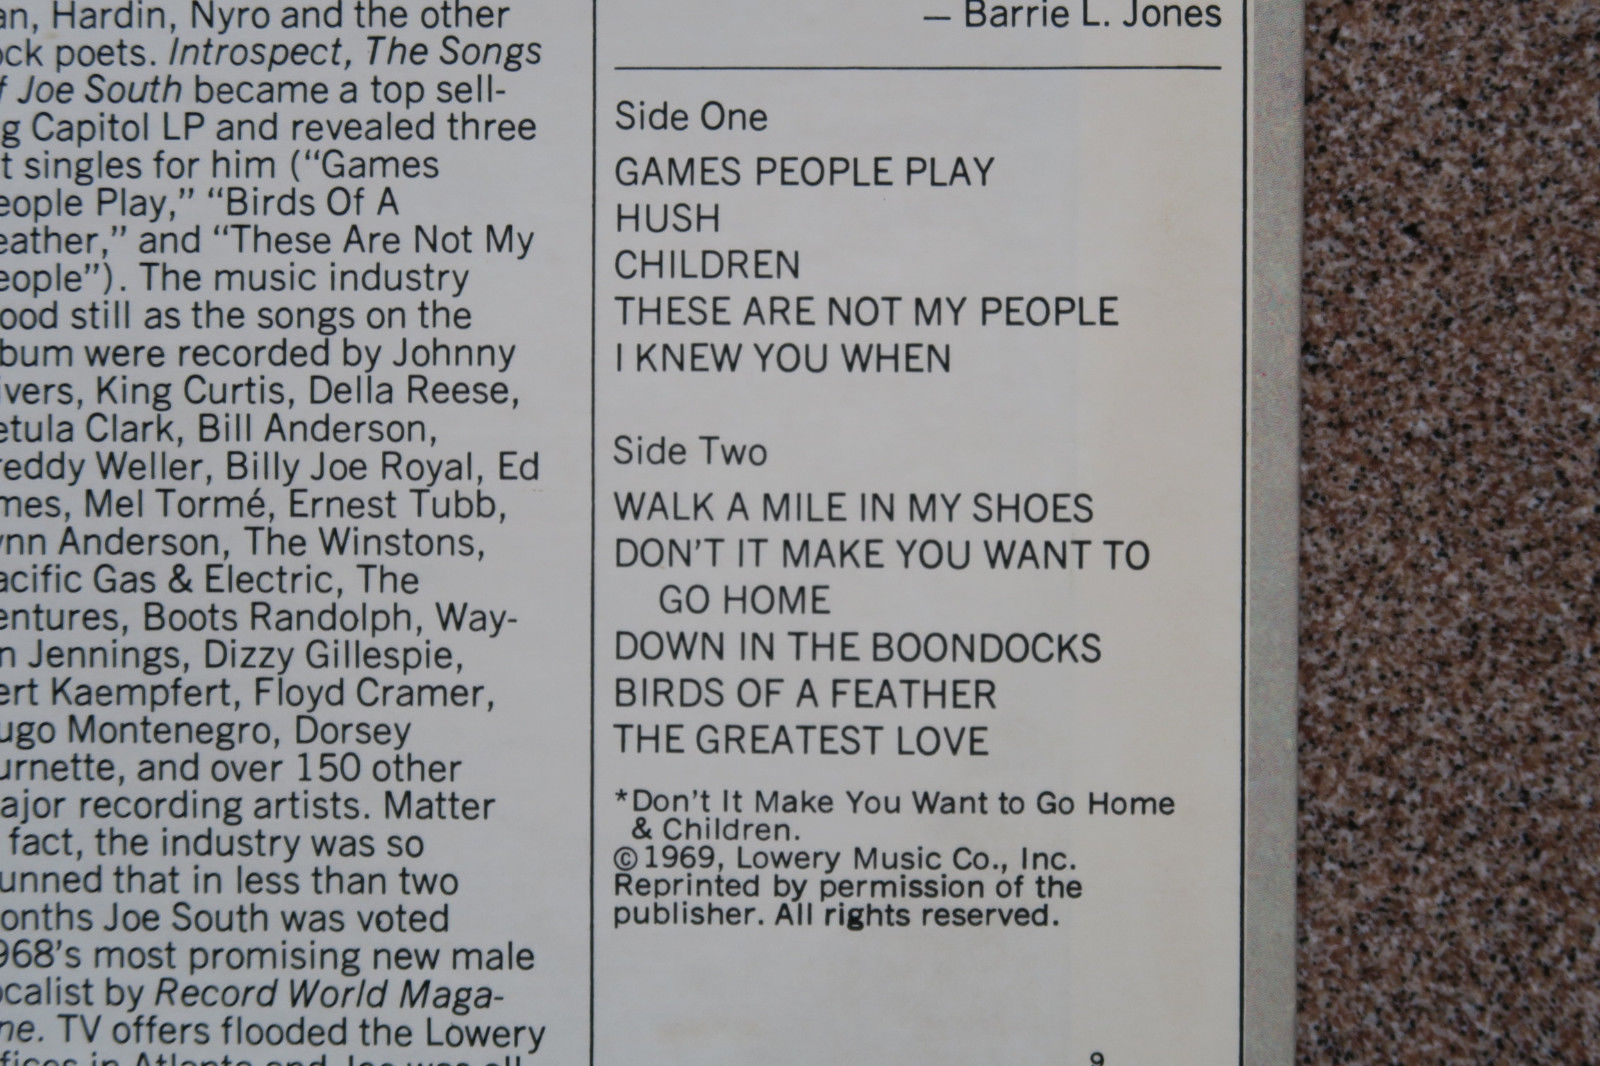 Hardin, Nyro and the other
poets. Introspect, The Songs
Joe South became a top sell-
Capitol LP and revealed three
singles for him (“Games
Play,” “Birds Of A
and “These Are Not My
The music industry
still as the songs on the
were recorded by Johnny
King Curtis, Della Reese,
Clark, Bill Anderson,
Weller, Billy Joe Royal, Ed
Mel Tormé, Ernest Tubb,
Anderson, The Winstons,
Gas & Electric, The
Boots Randolph, Way-
Jennings, Dizzy Gillespie,
Kaempfert, Floyd Cramer,
Montenegro, Dorsey
and over 150 other
recording artists. Matter
fact, the industry was so
that in less than two
Joe South was voted
most promising new male
by Record World Maga-
TV offers flooded the Lowery
in Atlanta and Joe was all
— Barrie L. Jones
Side One
GAMES PEOPLE PLAY
HUSH
CHILDREN
THESE ARE NOT MY PEOPLE
I KNEW YOU WHEN
Side Two
WALK A MILE IN MY SHOES
DON'T IT MAKE YOU WANT TO
GO HOME
DOWN IN THE BOONDOCKS
BIRDS OF A FEATHER
THE GREATEST LOVE
*Don't It Make You Want to Go Home
& Children.
©1969, Lowery Music Co., Inc.
Reprinted by permission of the
publisher. All rights reserved.
9